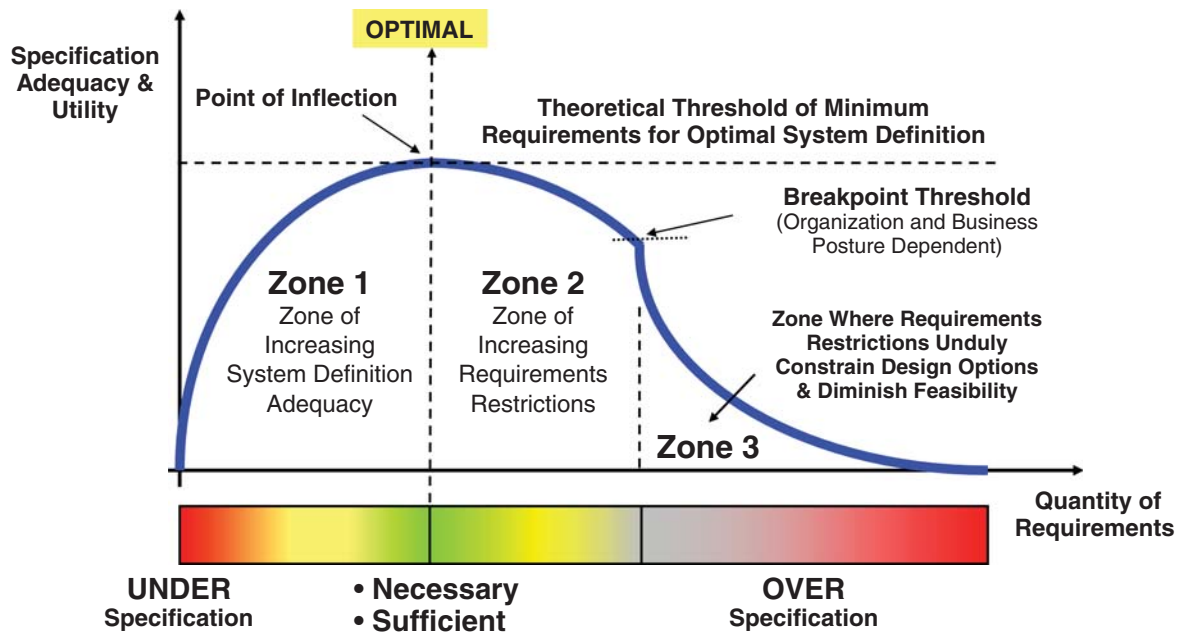 OPTIMAL
Specification
Adequacy &
Utility
Point of Inflection
Theoretical Threshold of Minimum
Requirements for Optimal System Definition
Breakpoint Threshold
(Organization and Business
Posture Dependent)
Zone 1
Zone of
Increasing
System Definition
Adequacy
Zone 2
Zone of
Increasing
Requirements
Restrictions
Zone Where Requirements
Restrictions Unduly
Constrain Design Options
& Diminish Feasibility
Zone 3
Quantity of
Requirements
UNDER
Specification
• Necessary
• Sufficient
OVER
Specification